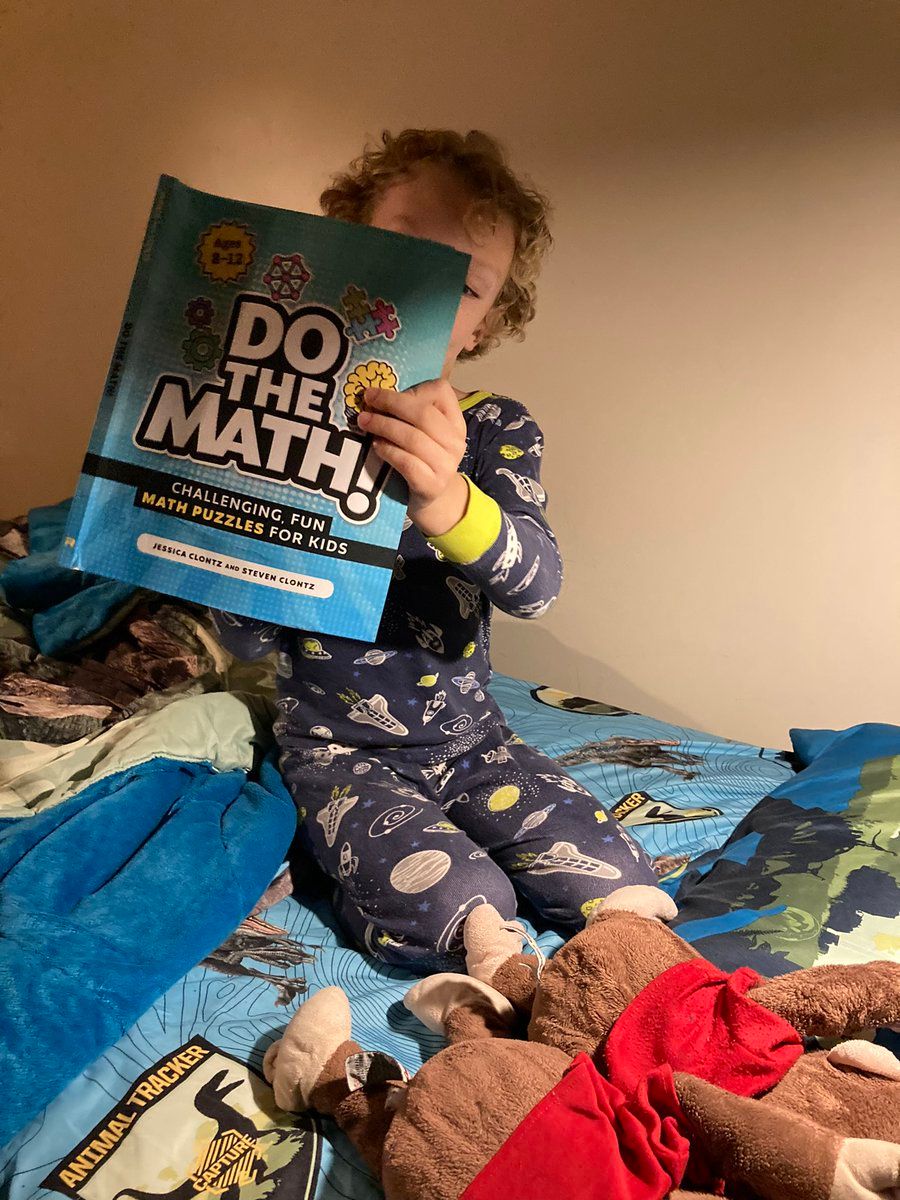 Ages
8–12
DO
THE
MATH!
CHALLENGING, FUN
MATH PUZZLES FOR KIDS
JESSICA CLONTZ AND STEVEN CLONTZ
DO THE MATH!
TRACKER
ANIMAL TRACKER
CAPTURE